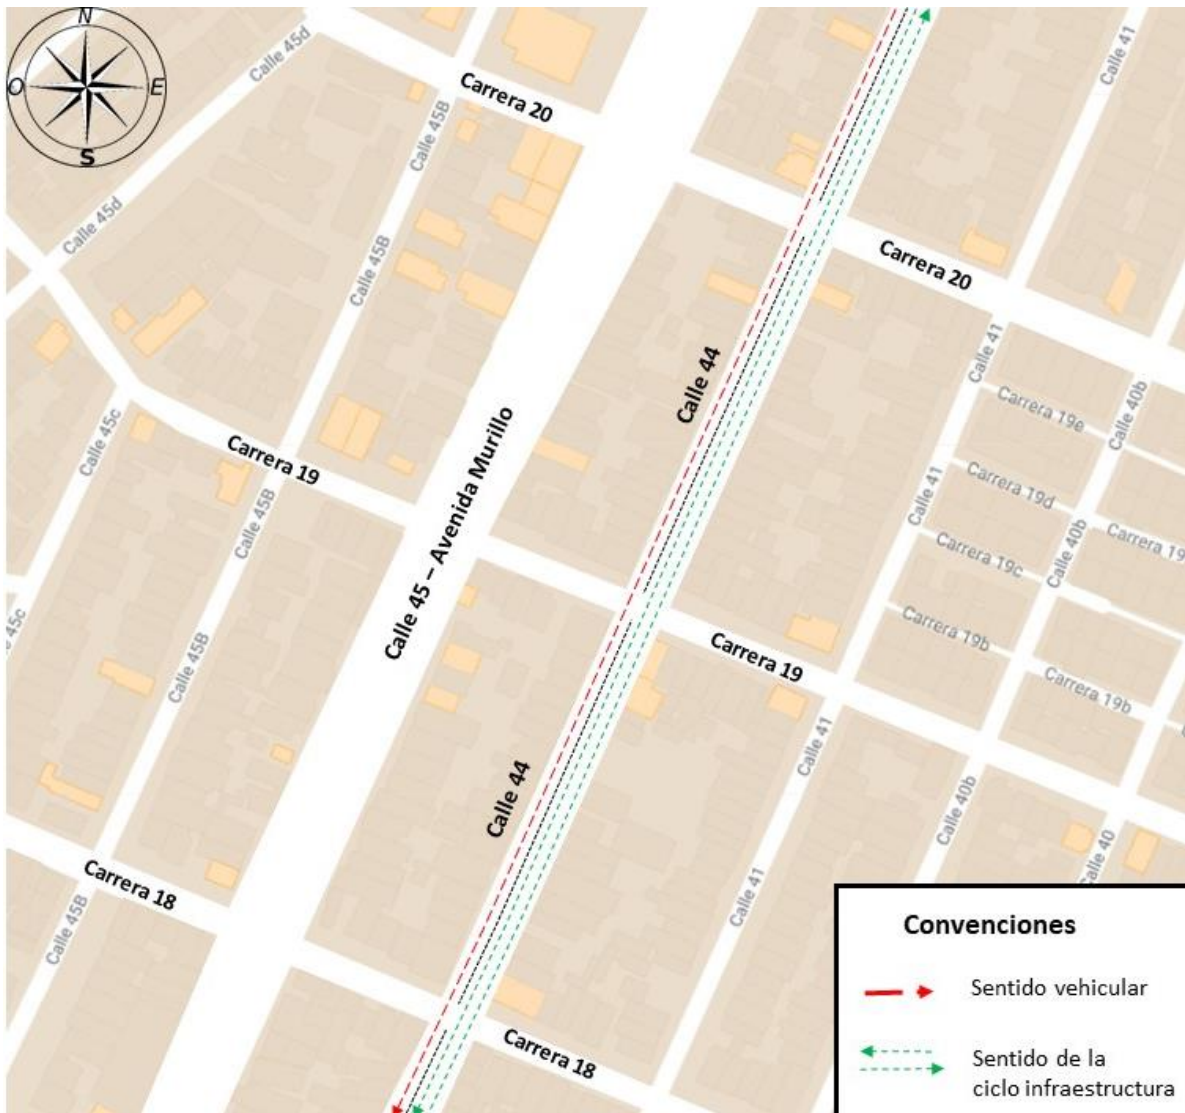 N
O
E
S
Calle 45d
Calle 45d
Carrera 20
Calle 45B
Calle 41
Calle 45B
Carrera 20
Calle 44
Calle 41
Carrera 19e
Calle 40b
Calle 45c
Carrera 19
Calle 45 – Avenida Murillo
Calle 41
Carrera 19d
Calle 45B
Calle 40b
Carrera 19
Carrera 19c
Carrera 19b
Calle 45B
Carrera 19
Carrera 19b
Calle 41
Calle 44
Calle 40b
Calle 40
Carrera 18
Calle 45B
Calle 41
Carrera 18
Convenciones
Sentido vehicular
Sentido de la
ciclo infraestructura